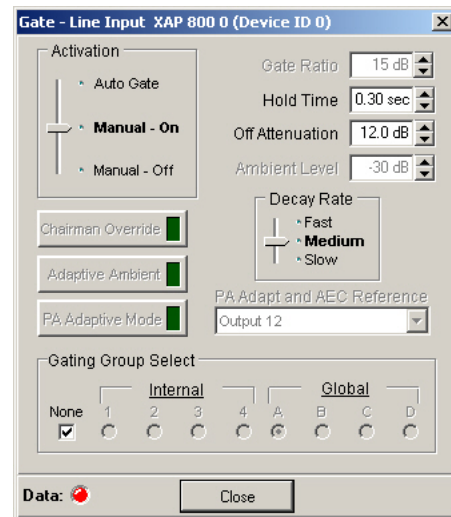 Gate - Line Input XAP 800 0 (Device ID 0)
Activation
Auto Gate
Manual - On
Manual - Off
Gate Ratio 15 dB
Hold Time 0.30 sec
Off Attenuation 12.0 dB
Ambient Level -30 dB
Decay Rate
Fast
Medium
Slow
Chairman Override
Adaptive Ambient
PA Adaptive Mode
PA Adapt and AEC Reference
Output 12
Gating Group Select
Internal Global
None 1 2 3 4 A B C D
Data: Close